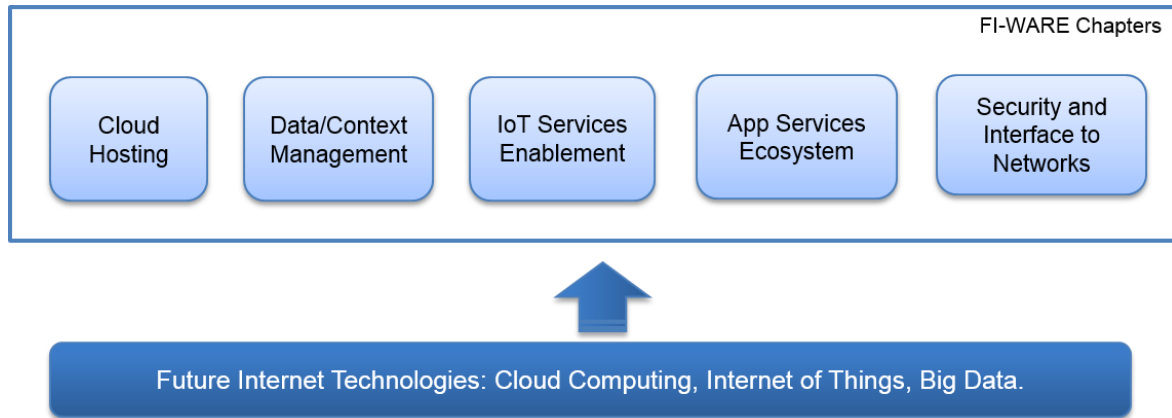 FI-WARE Chapters
Cloud
Hosting
Data/Context
Management
IoT Services
Enablement
App Services
Ecosystem
Security and
Interface to
Networks
Future Internet Technologies: Cloud Computing, Internet of Things, Big Data.